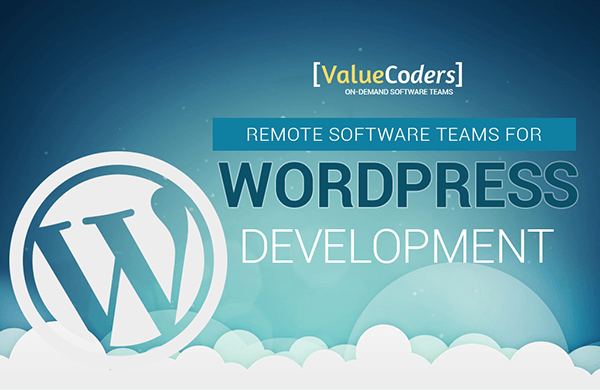 [ValueCoders]
ON-DEMAND SOFTWARE TEAMS
REMOTE SOFTWARE TEAMS FOR
WORDPRESS
DEVELOPMENT
W